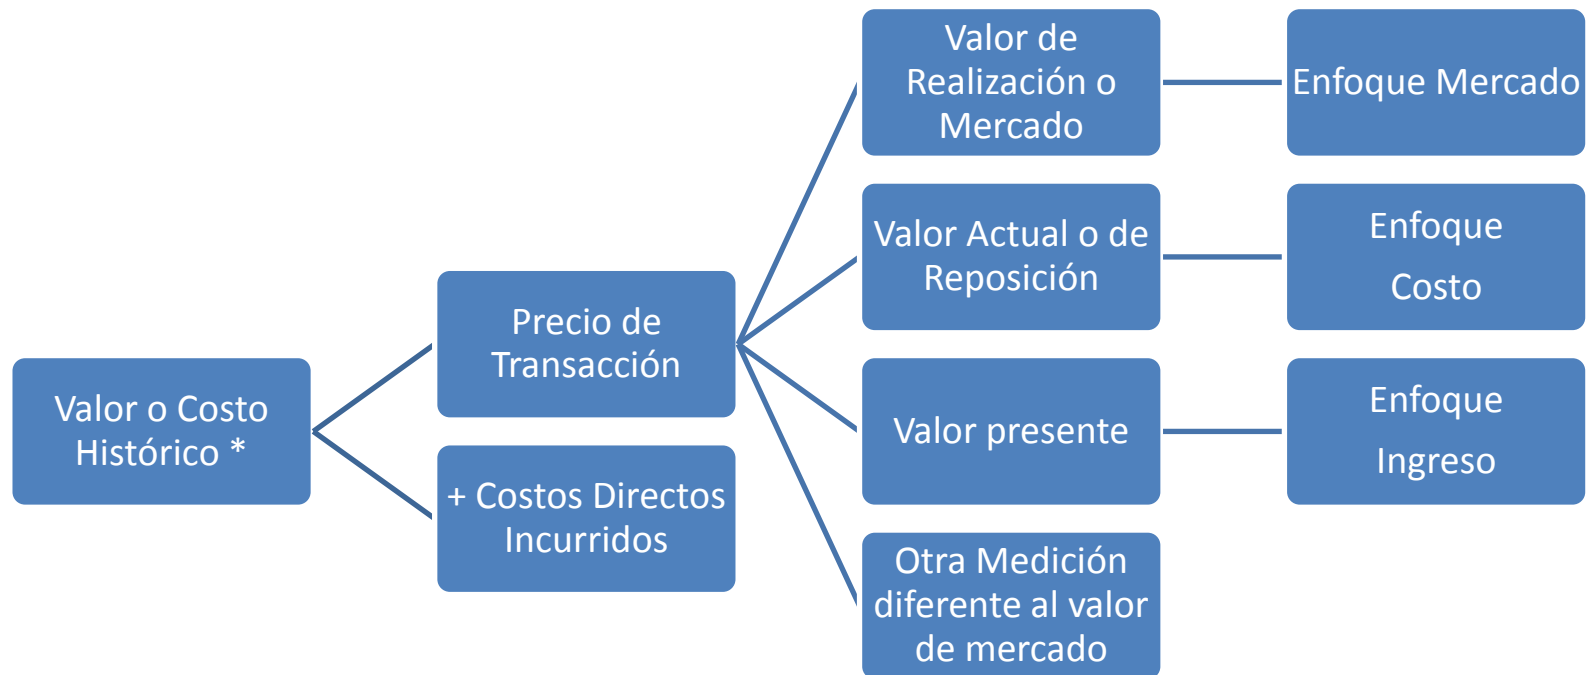 Valor o Costo
Histórico *
Precio de
Transacción
+ Costos Directos
Incurridos
Valor de
Realización o
Mercado
Enfoque Mercado
Valor Actual o de
Reposición
Enfoque
Costo
Valor presente
Enfoque
Ingreso
Otra Medición
diferente al valor
de mercado